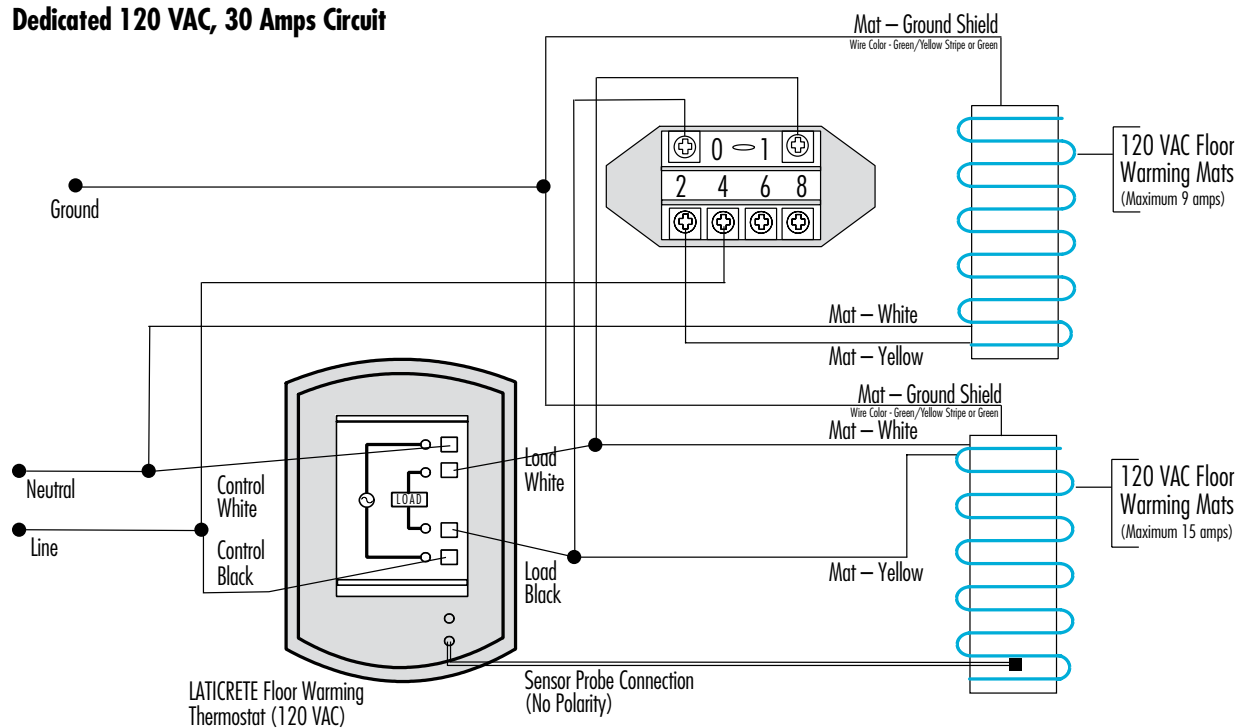 Dedicated 120 VAC, 30 Amps Circuit
Mat – Ground Shield
Wire Color - Green/Yellow Stripe or Green
0 1
2 4 6 8
120 VAC Floor
Warming Mats
(Maximum 9 amps)
Ground
Mat – White
Mat – Yellow
Mat – Ground Shield
Wire Color - Green/Yellow Stripe or Green
Mat – White
Neutral
Control
White
LOAD
Load
White
120 VAC Floor
Warming Mats
(Maximum 15 amps)
Line
Control
Black
Load
Black
Mat – Yellow
Sensor Probe Connection
(No Polarity)
LATICRETE Floor Warming
Thermostat (120 VAC)